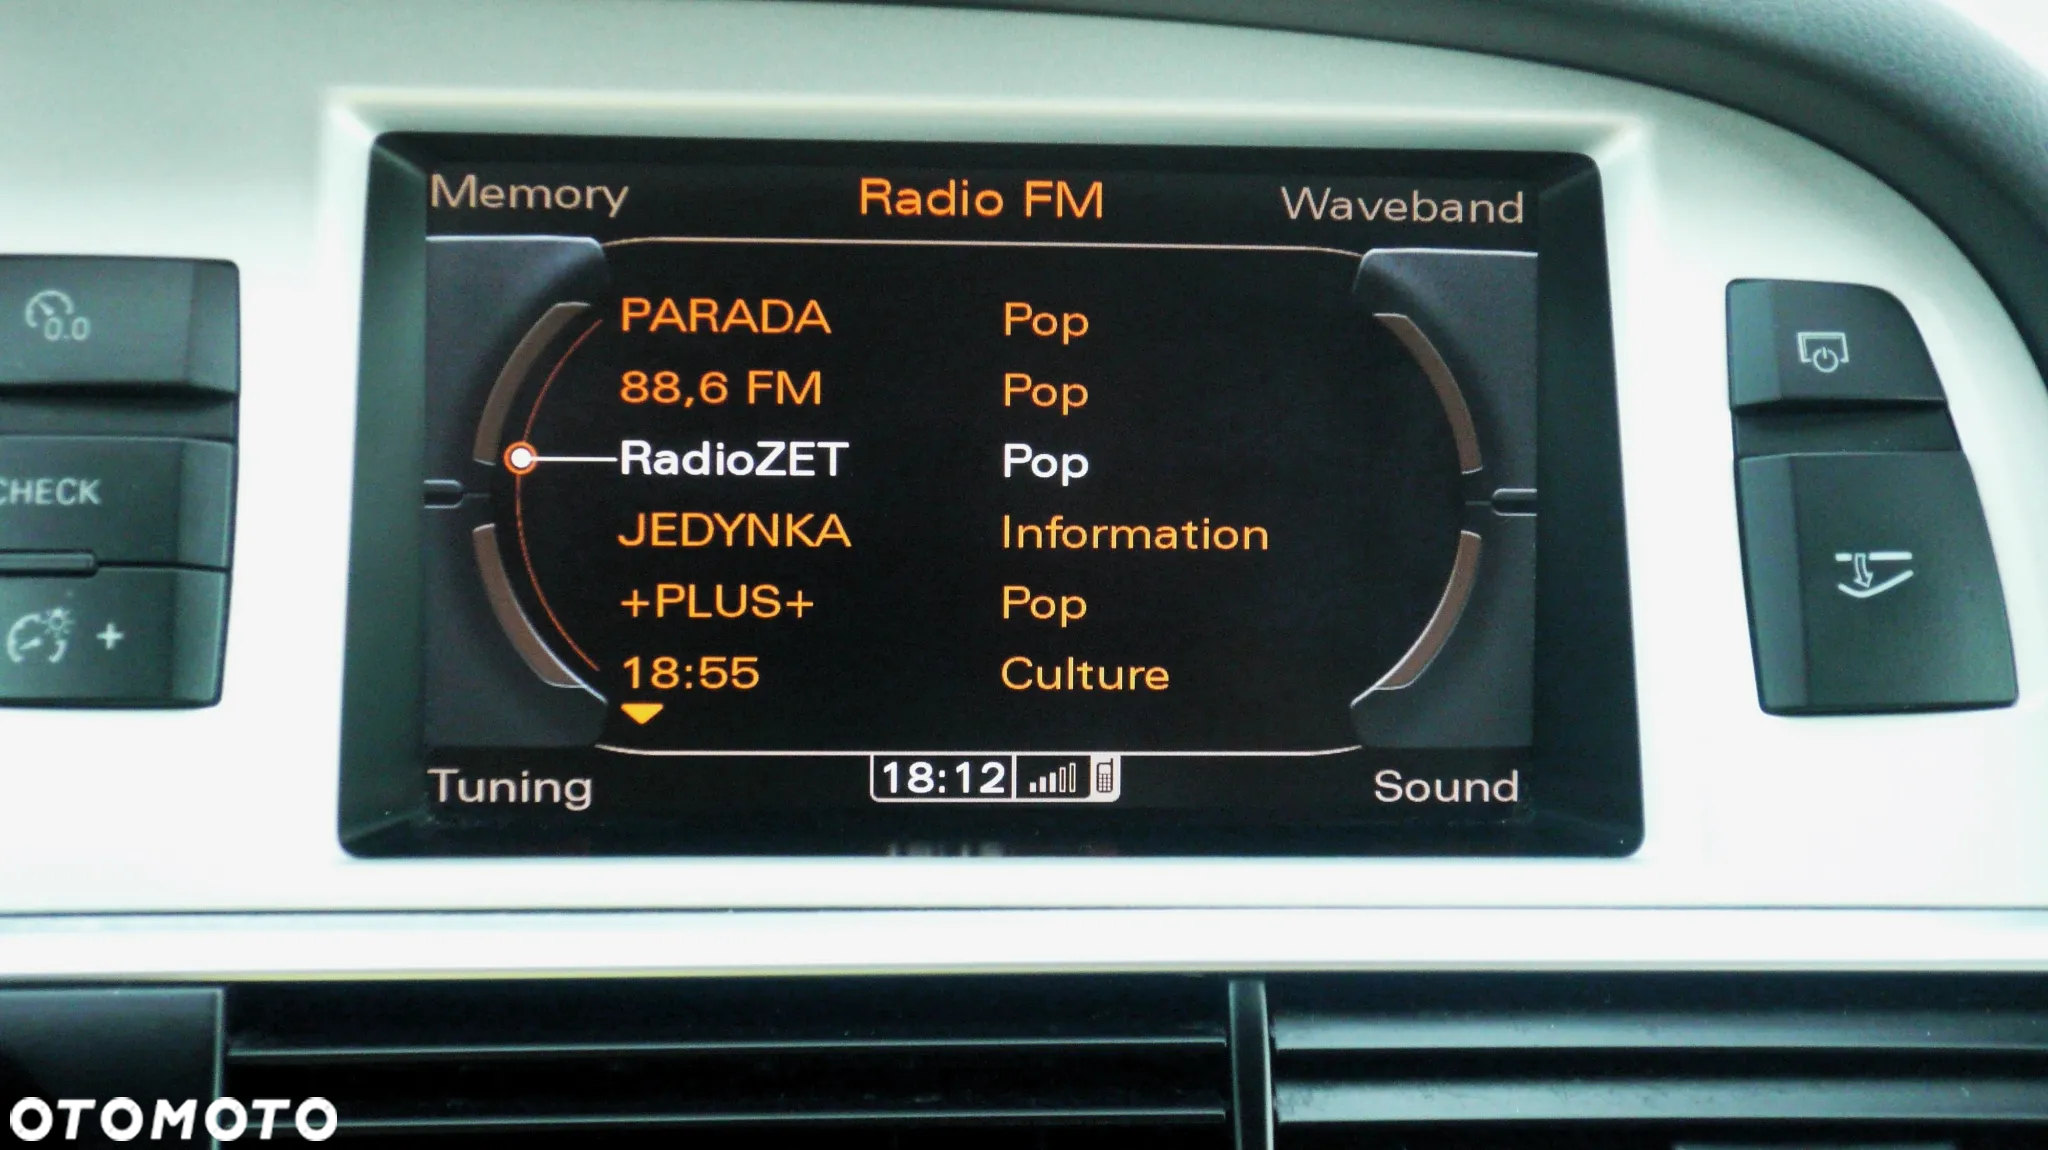 Memory Radio FM Waveband
PARADA Pop
88,6 FM Pop
RadioZET Pop
JEDYNKA Information
+PLUS+ Pop
18:55 Culture
Tuning 18:12 Sound
0.0
CHECK
+
OTOMOTO